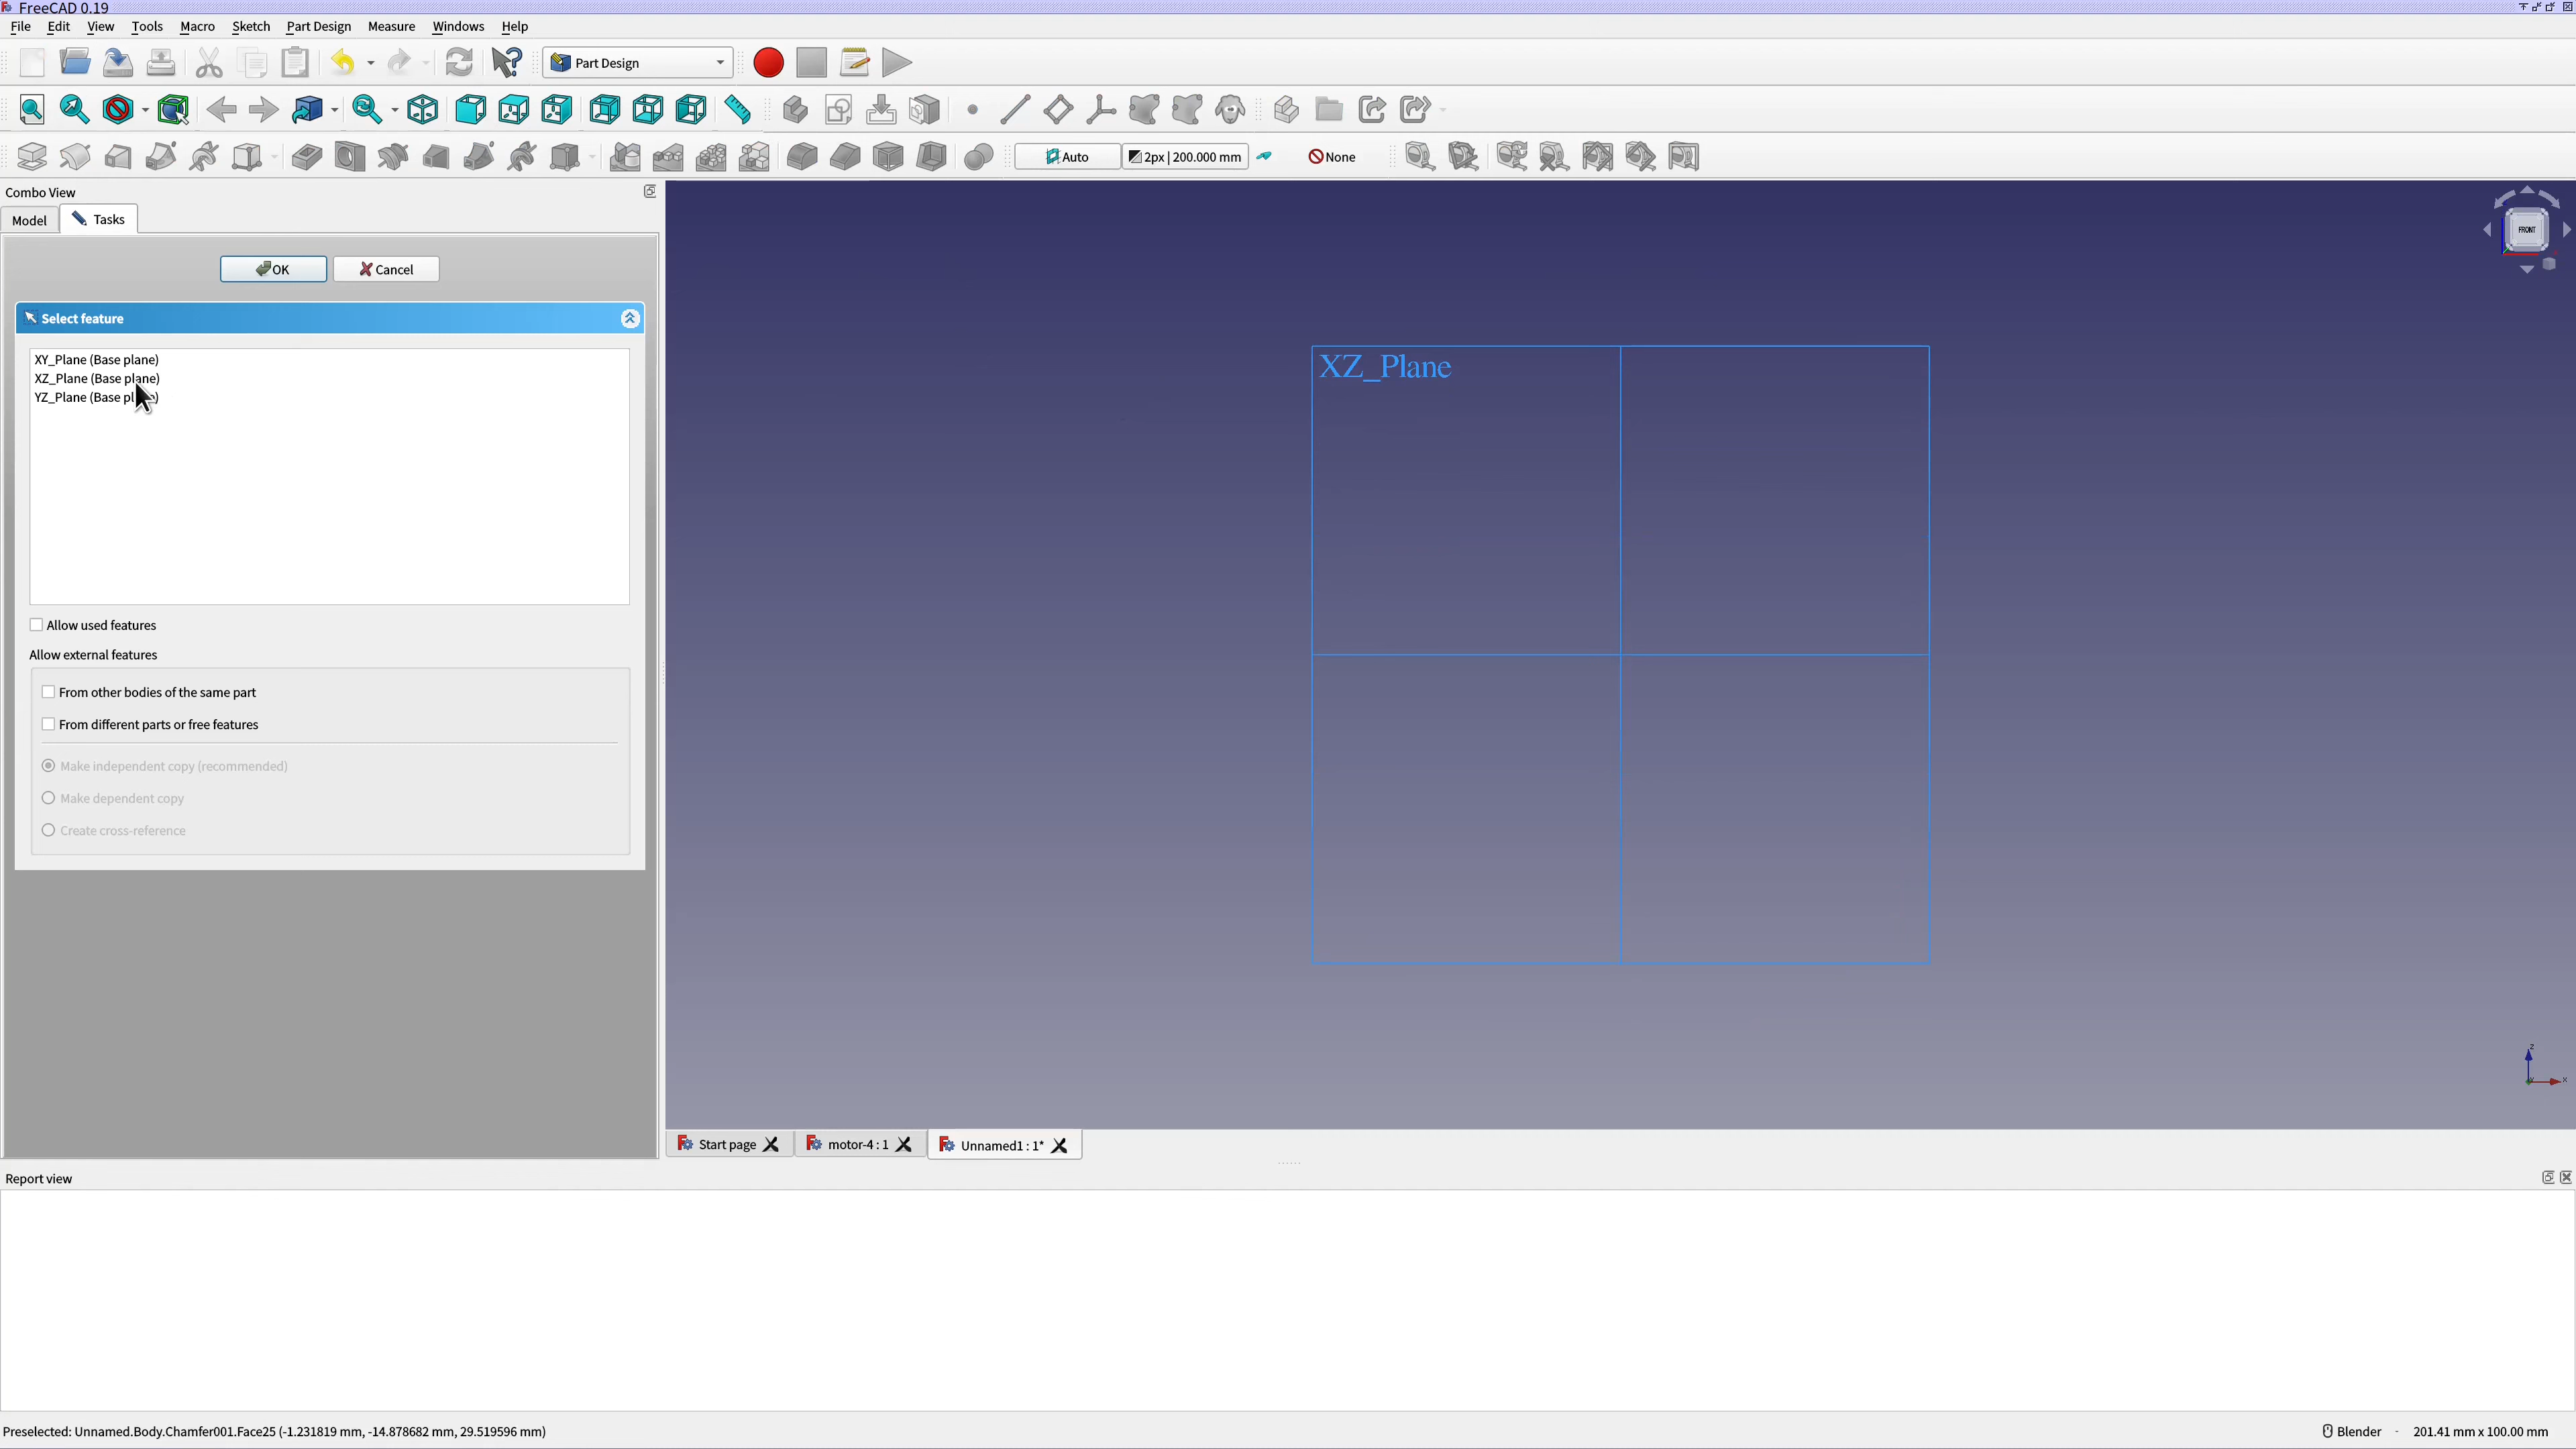 FreeCAD 0.19
File Edit View Tools Macro Sketch Part Design Measure Windows Help
Part Design
Auto 2px | 200.000 mm None
Combo View
Model Tasks
OK Cancel
Select feature
XY_Plane (Base plane)
XZ_Plane (Base plane)
YZ_Plane (Base pl )
Allow used features
Allow external features
From other bodies of the same part
From different parts or free features
Make independent copy (recommended)
Make dependent copy
Create cross-reference
XZ_Plane
FRONT
z
x
Start page motor-4 : 1 Unnamed1 : 1*
Report view
Preselected: Unnamed.Body.Chamfer001.Face25 (-1.231819 mm, -14.878682 mm, 29.519596 mm) Blender - 201.41 mm x 100.00 mm